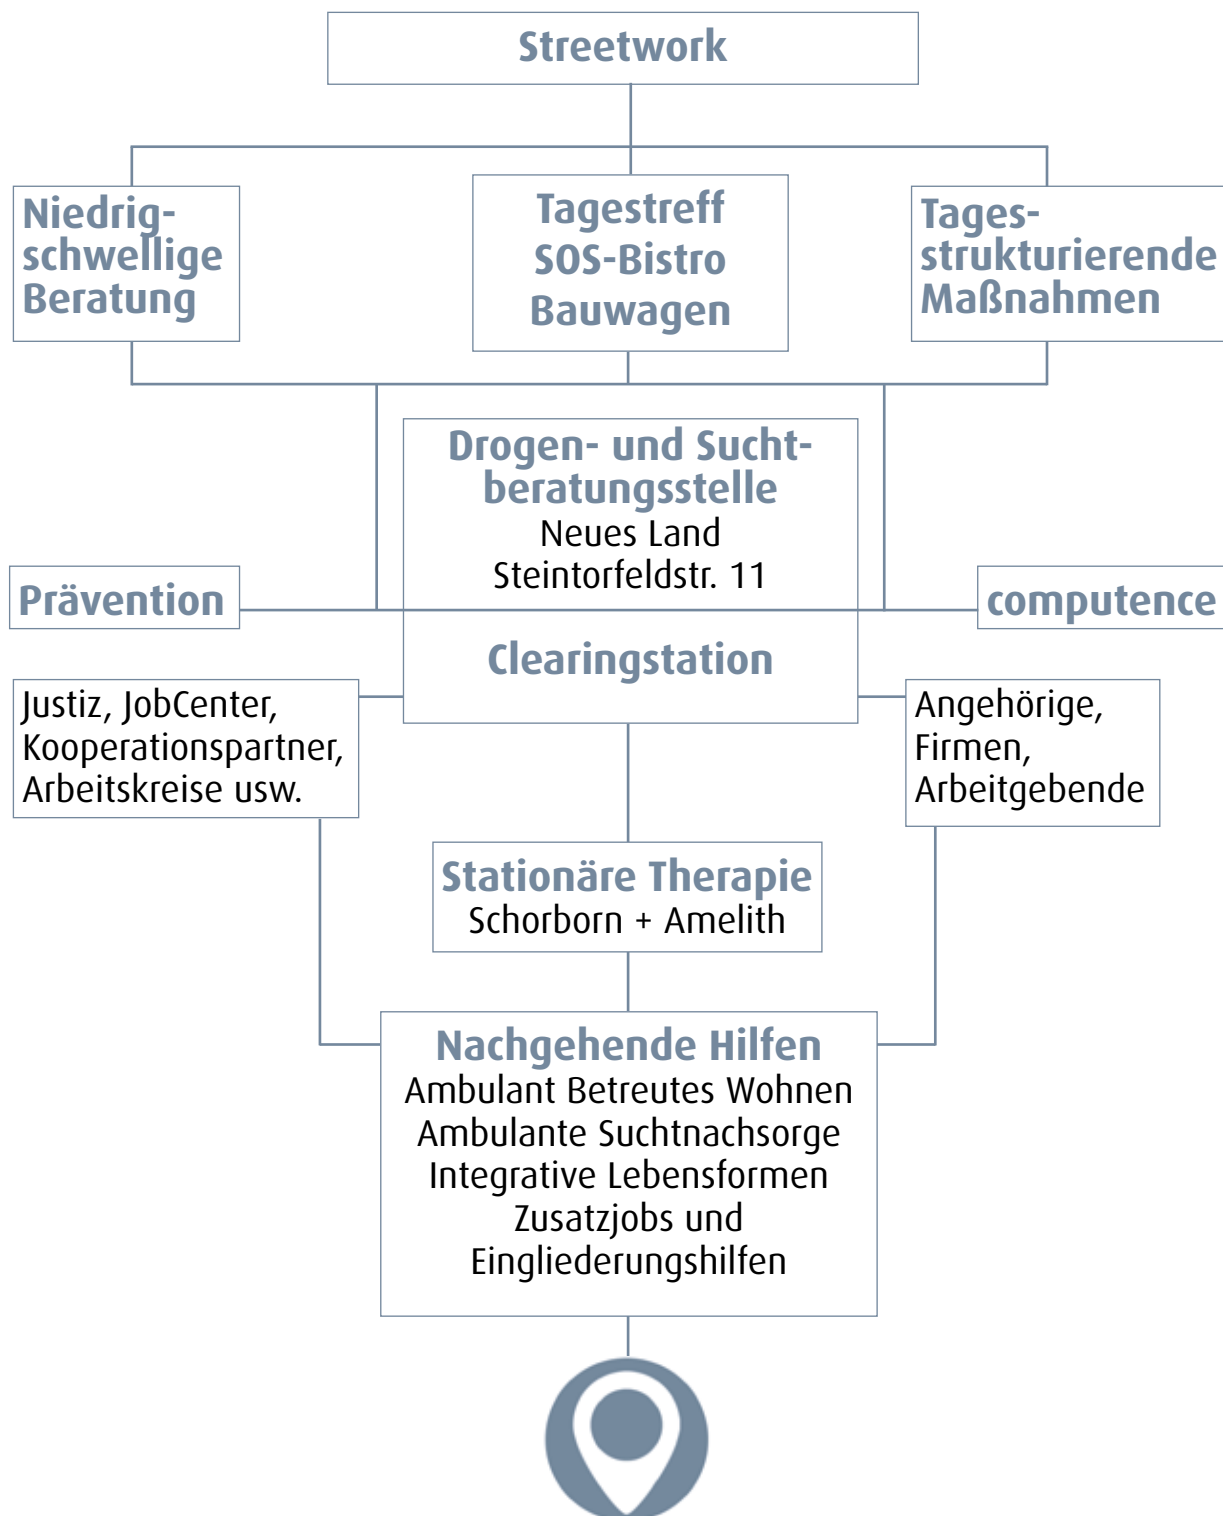 Streetwork
Niedrig-
schwellige
Beratung
Tagestreff
SOS-Bistro
Bauwagen
Tages-
strukturierende
Maßnahmen
Drogen- und Sucht-
beratungsstelle
Neues Land
Steintorfeldstr. 11
Prävention
computence
Clearingstation
Justiz, JobCenter,
Kooperationspartner,
Arbeitskreise usw.
Angehörige,
Firmen,
Arbeitgebende
Stationäre Therapie
Schorborn + Amelith
Nachgehende Hilfen
Ambulant Betreutes Wohnen
Ambulante Suchtnachsorge
Integrative Lebensformen
Zusatzjobs und
Eingliederungshilfen